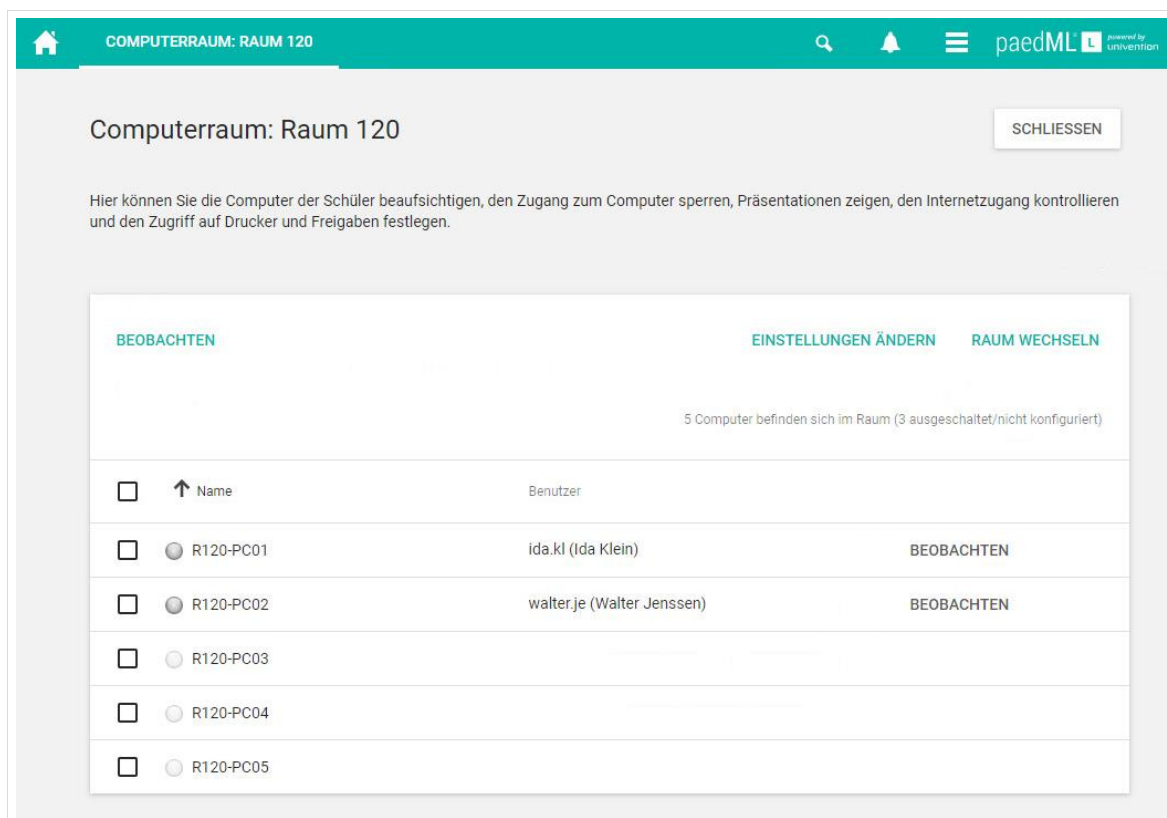 COMPUTERRAUM: RAUM 120
paedML L powered by univention
Computerraum: Raum 120
SCHLIESSEN
Hier können Sie die Computer der Schüler beaufsichtigen, den Zugang zum Computer sperren, Präsentationen zeigen, den Internetzugang kontrollieren
und den Zugriff auf Drucker und Freigaben festlegen.
BEOBACHTEN EINSTELLUNGEN ÄNDERN RAUM WECHSELN
5 Computer befinden sich im Raum (3 ausgeschaltet/nicht konfiguriert)
Name Benutzer
R120-PC01 ida.kl (Ida Klein) BEOBACHTEN
R120-PC02 walter.je (Walter Jenssen) BEOBACHTEN
R120-PC03
R120-PC04
R120-PC05